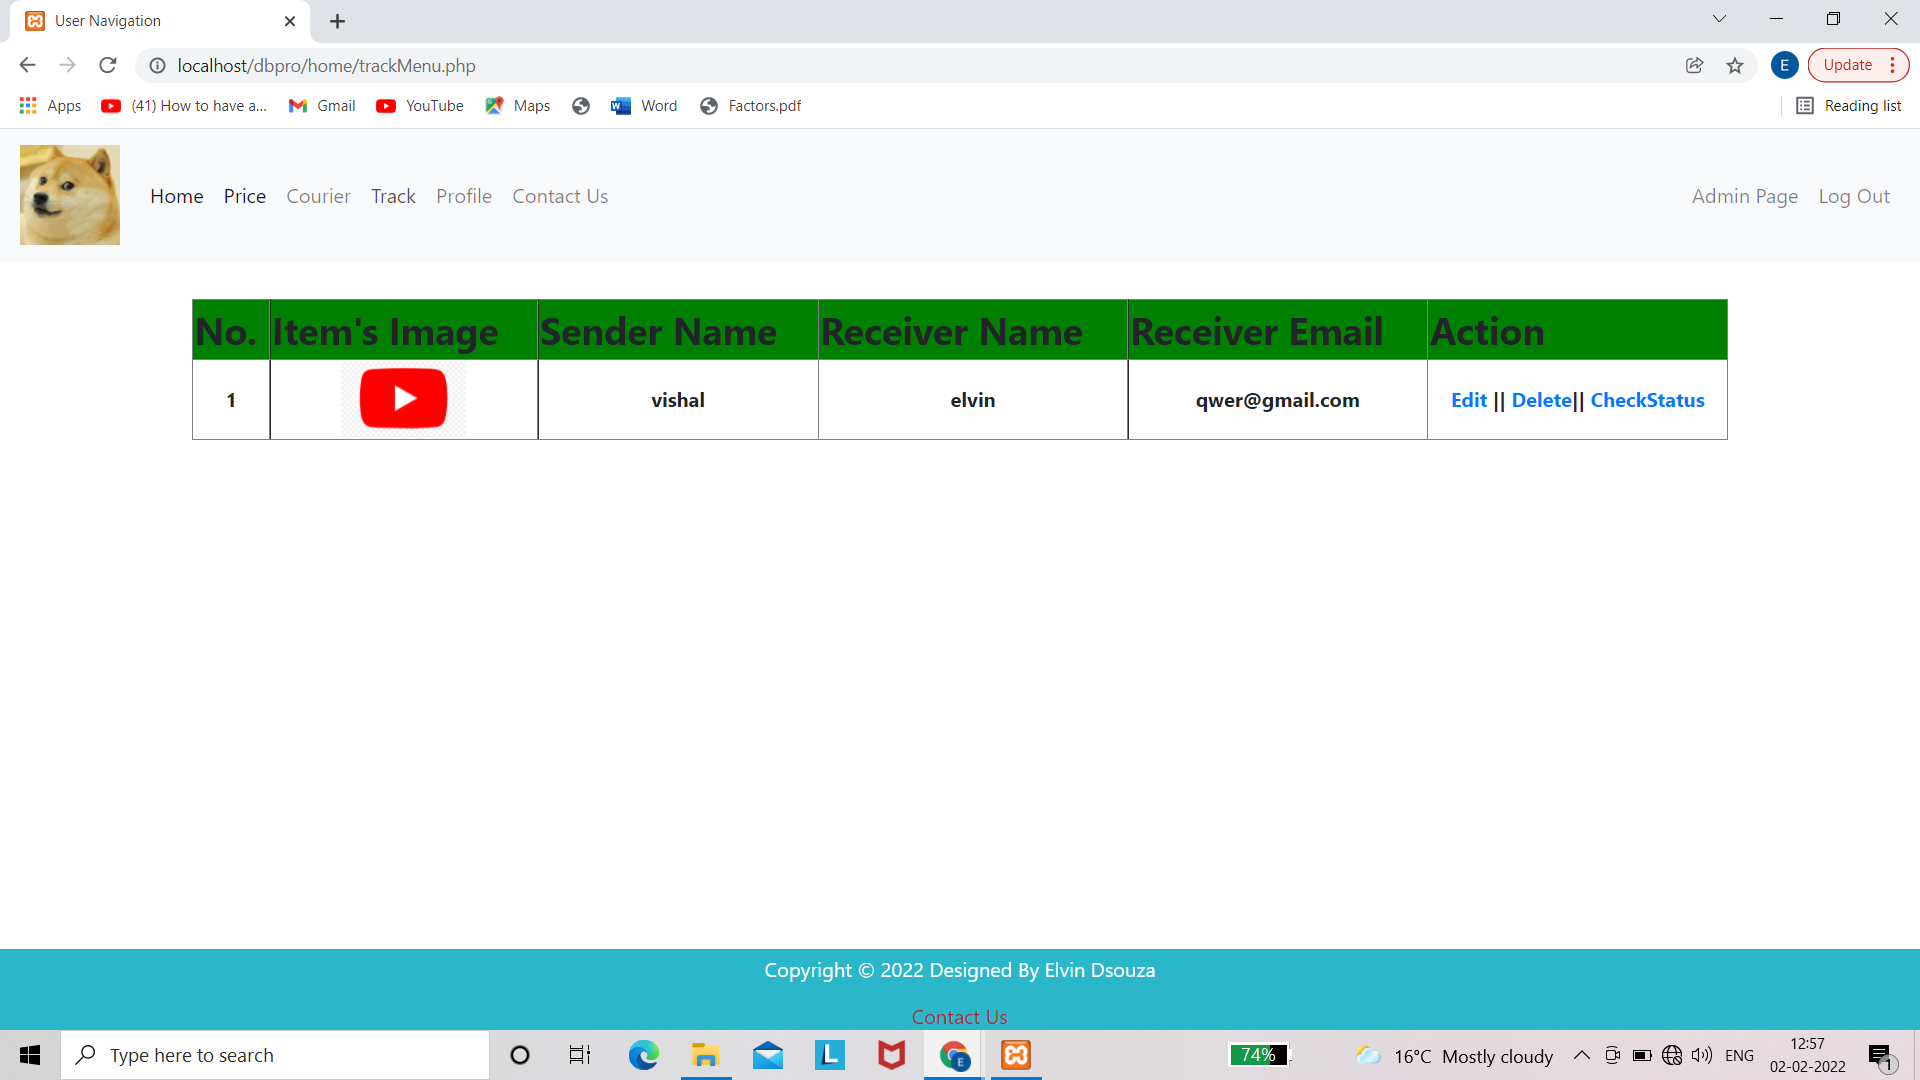 User Navigation
localhost/dbpro/home/trackMenu.php
E
Update
Apps
(41) How to have a...
Gmail
YouTube
Maps
Word
Factors.pdf
Reading list
Home Price Courier Track Profile Contact Us
Admin Page Log Out
No. Item's Image Sender Name Receiver Name Receiver Email Action
1 vishal elvin qwer@gmail.com Edit || Delete|| CheckStatus
Copyright © 2022 Designed By Elvin Dsouza
Contact Us
Type here to search
L
E
74%
16°C Mostly cloudy
ENG
12:57
02-02-2022
1